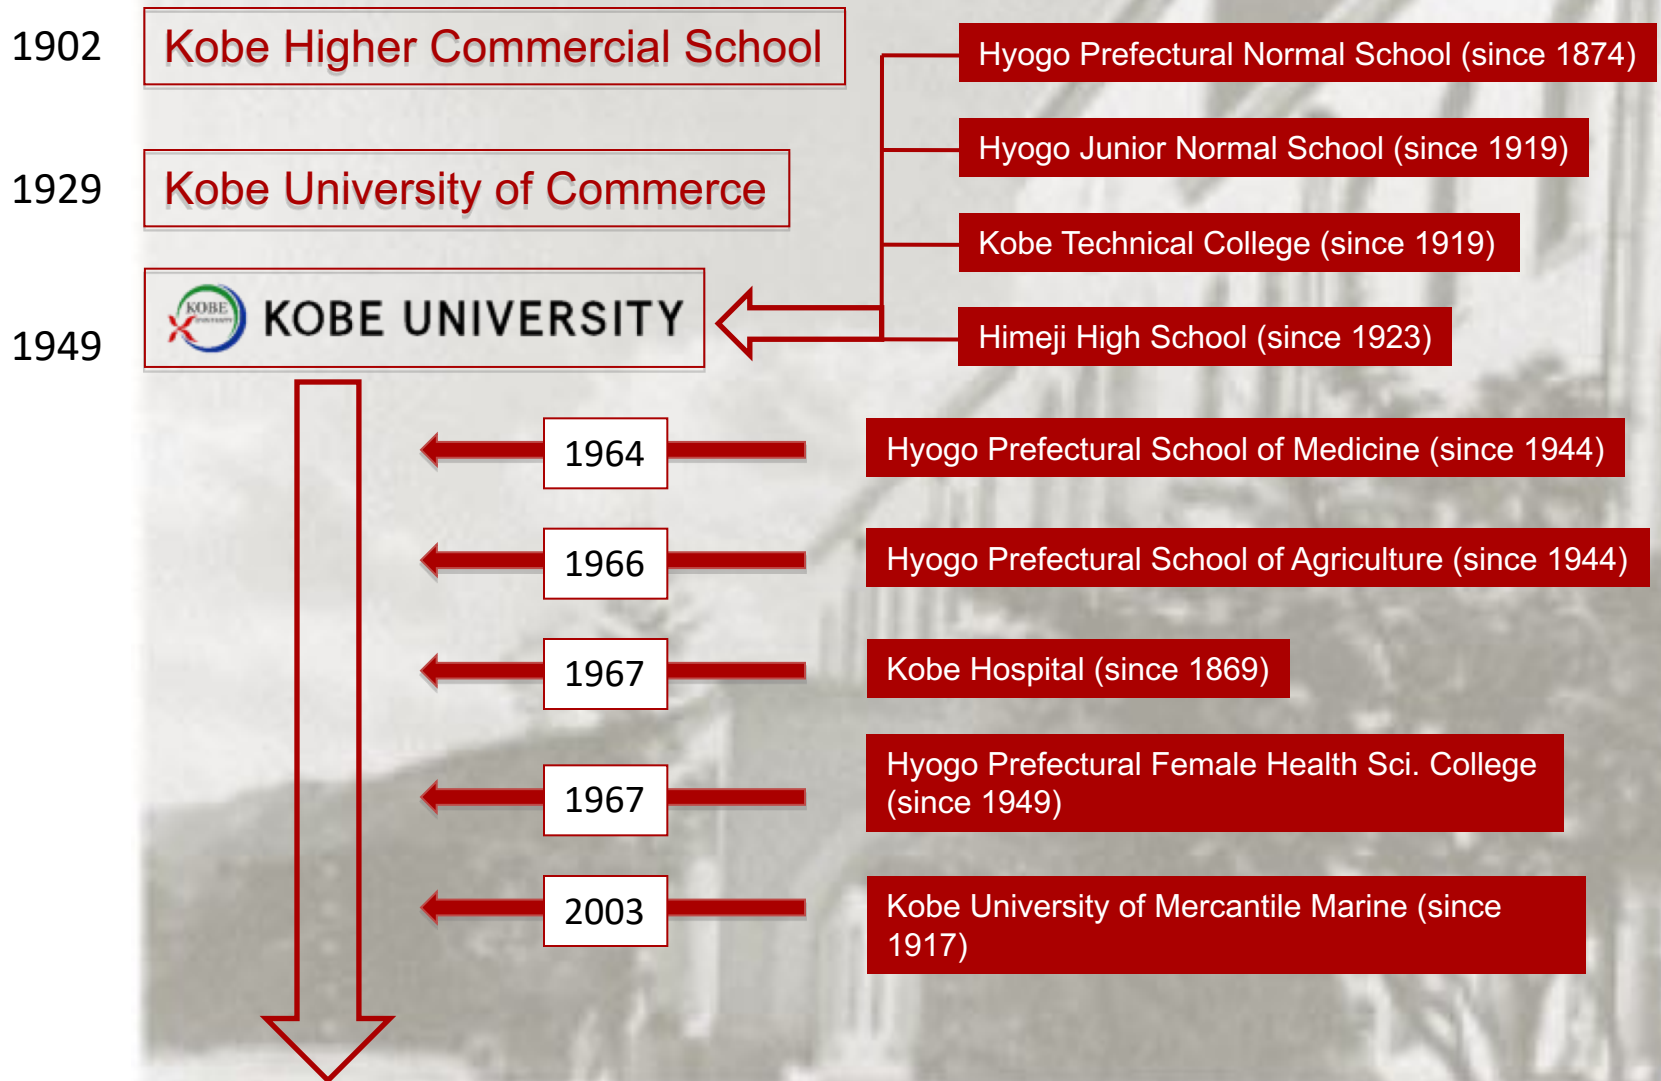 1902
Kobe Higher Commercial School
Hyogo Prefectural Normal School (since 1874)
Hyogo Junior Normal School (since 1919)
1929
Kobe University of Commerce
Kobe Technical College (since 1919)
KOBE
UNIVERSITY
KOBE UNIVERSITY
1949
Himeji High School (since 1923)
1964
Hyogo Prefectural School of Medicine (since 1944)
1966
Hyogo Prefectural School of Agriculture (since 1944)
1967
Kobe Hospital (since 1869)
1967
Hyogo Prefectural Female Health Sci. College
(since 1949)
2003
Kobe University of Mercantile Marine (since
1917)